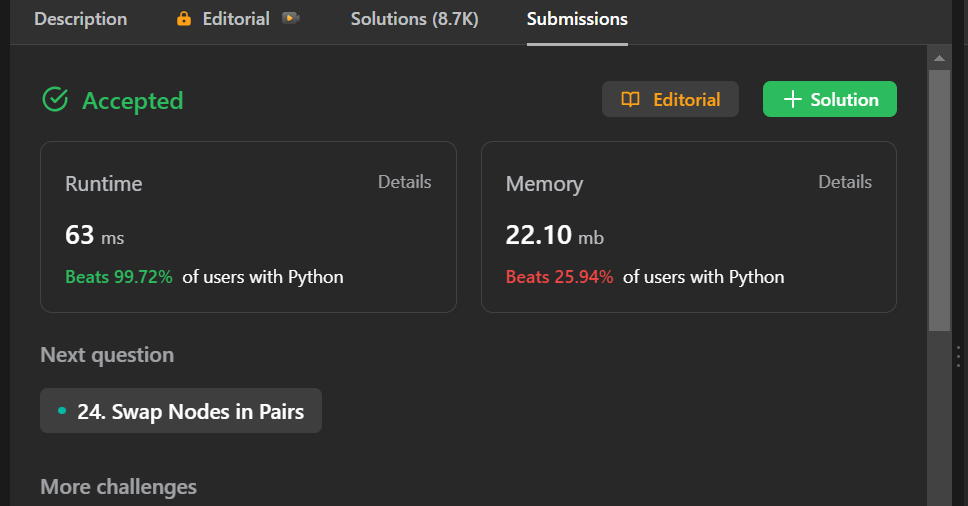 Description Editorial Solutions (8.7K) Submissions
Accepted Editorial + Solution
Runtime Details Memory Details
63 ms 22.10 mb
Beats 99.72% of users with Python Beats 25.94% of users with Python
Next question
24. Swap Nodes in Pairs
More challenges